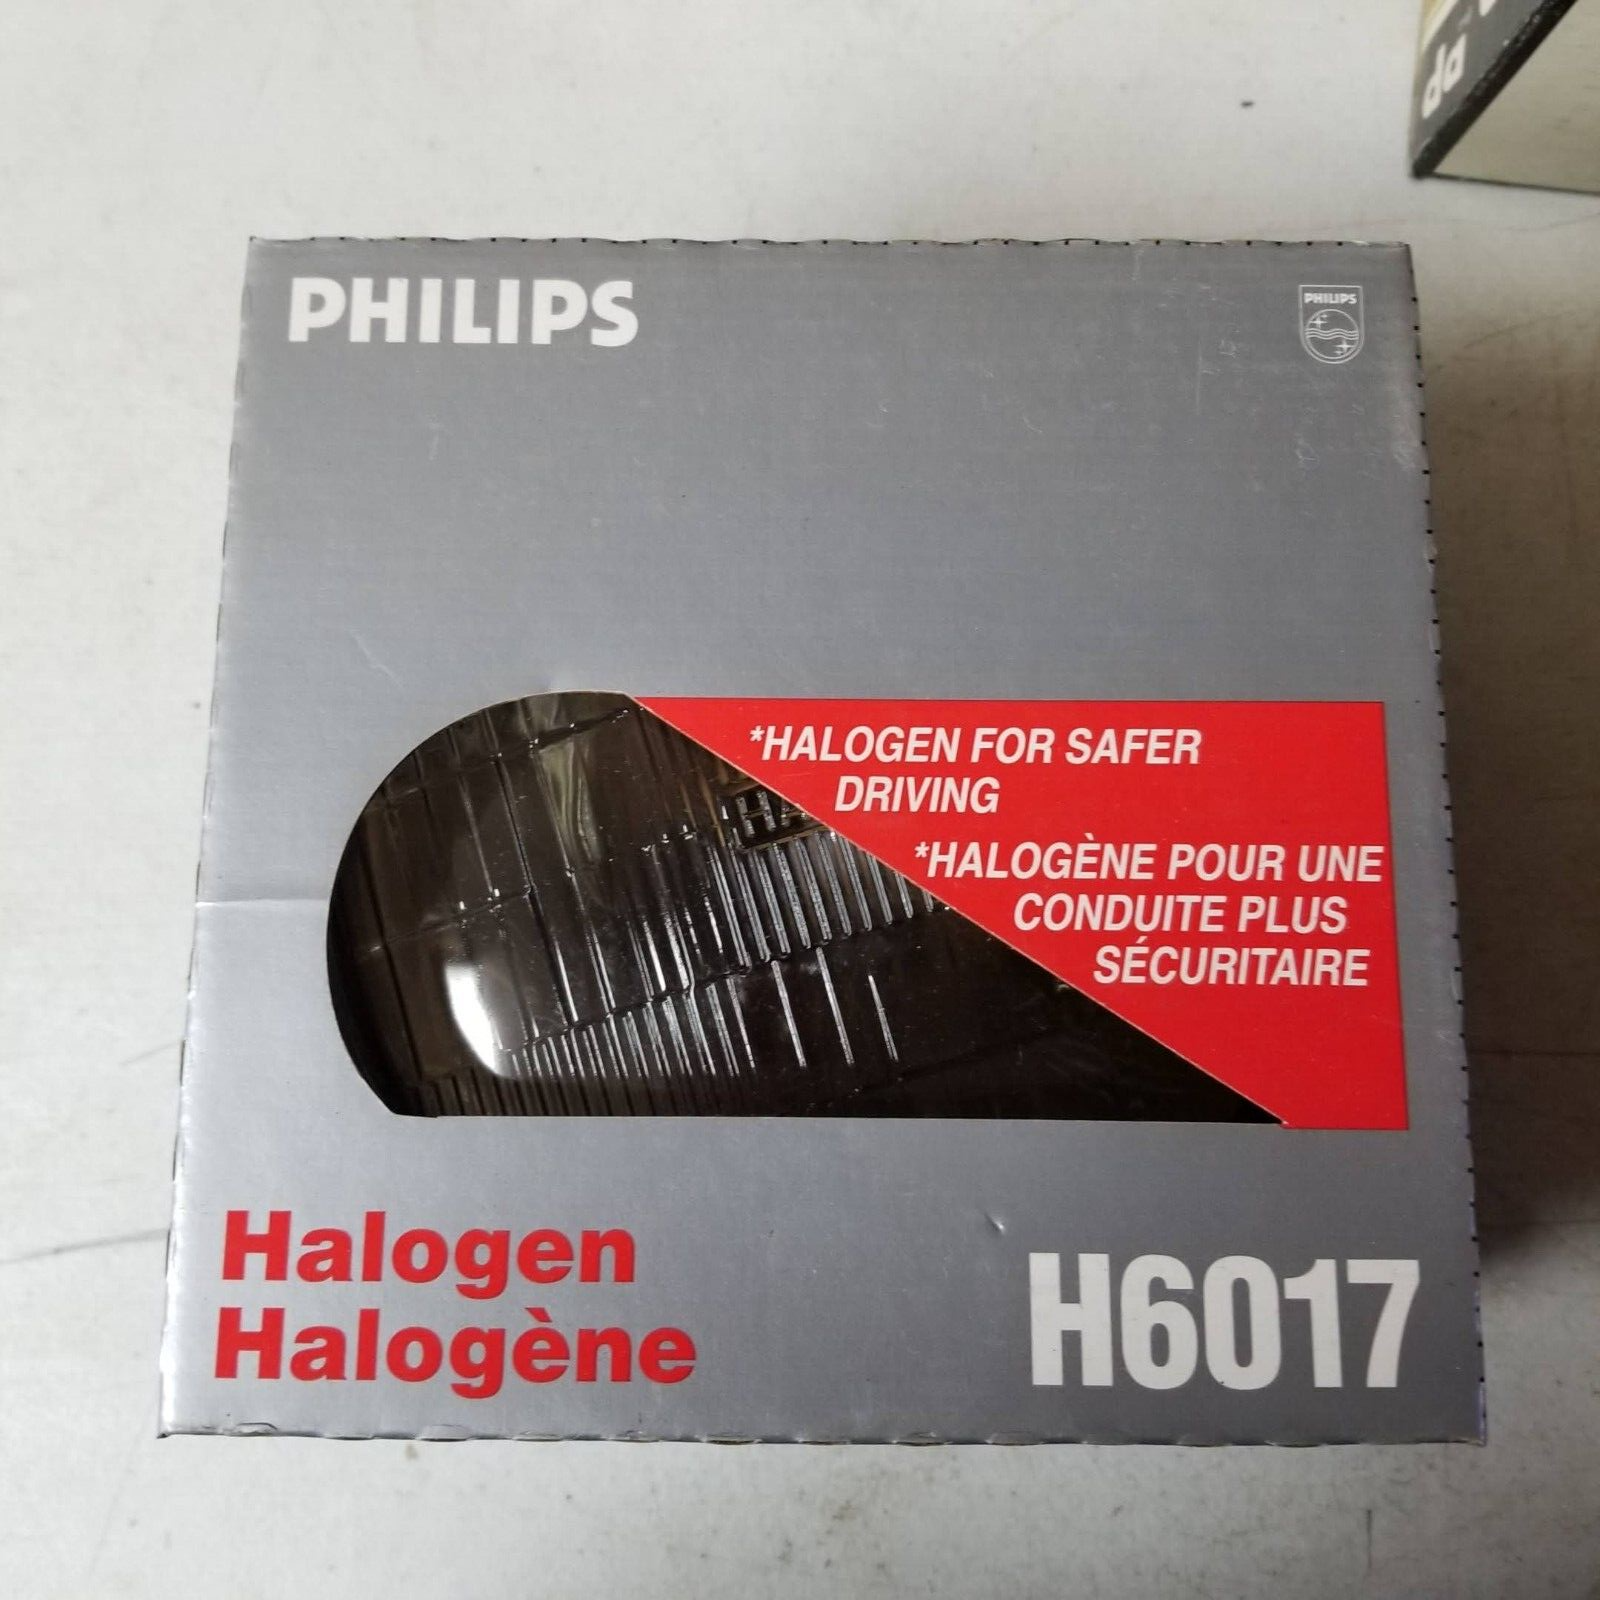 PHILIPS
PHILIPS
*HALOGEN FOR SAFER
DRIVING
*HALOGÈNE POUR UNE
CONDUITE PLUS
SÉCURITAIRE
Halogen
Halogène
H6017